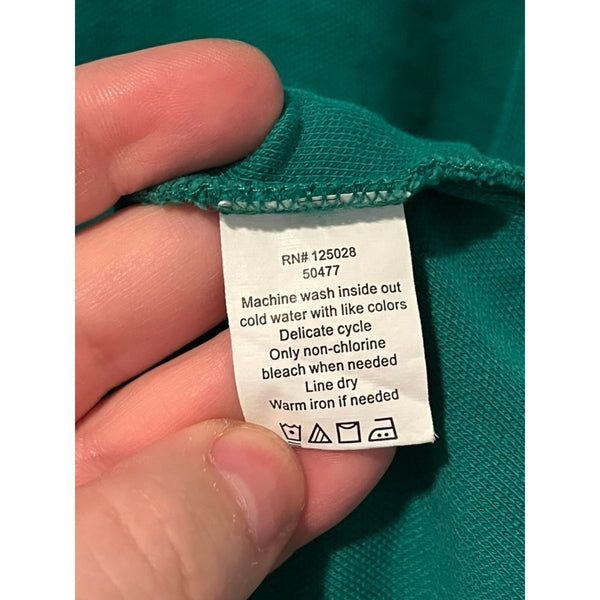 RN# 125028
50477
Machine wash inside out
cold water with like colors
Delicate cycle
Only non-chlorine
bleach when needed
Line dry
Warm iron if needed